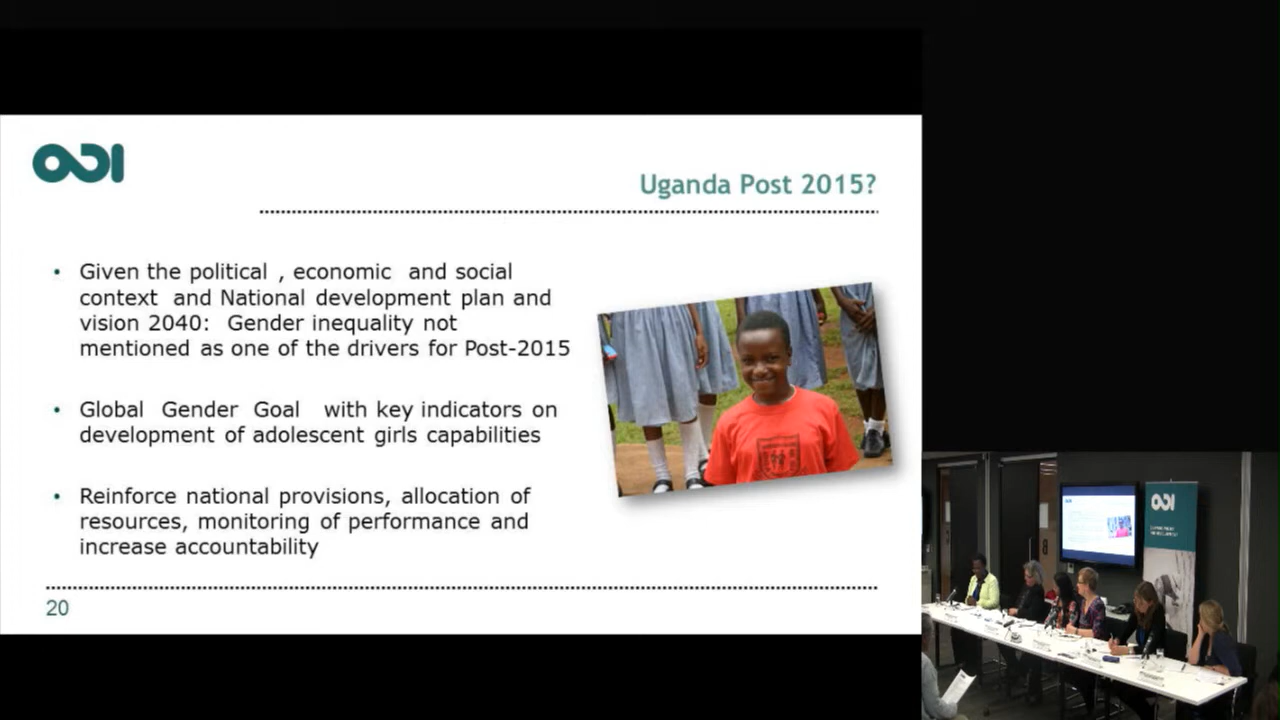 ODI
Uganda Post 2015?
• Given the political , economic and social
context and National development plan and
vision 2040: Gender inequality not
mentioned as one of the drivers for Post-2015
• Global Gender Goal with key indicators on
development of adolescent girls capabilities
• Reinforce national provisions, allocation of
resources, monitoring of performance and
increase accountability
20
ODI